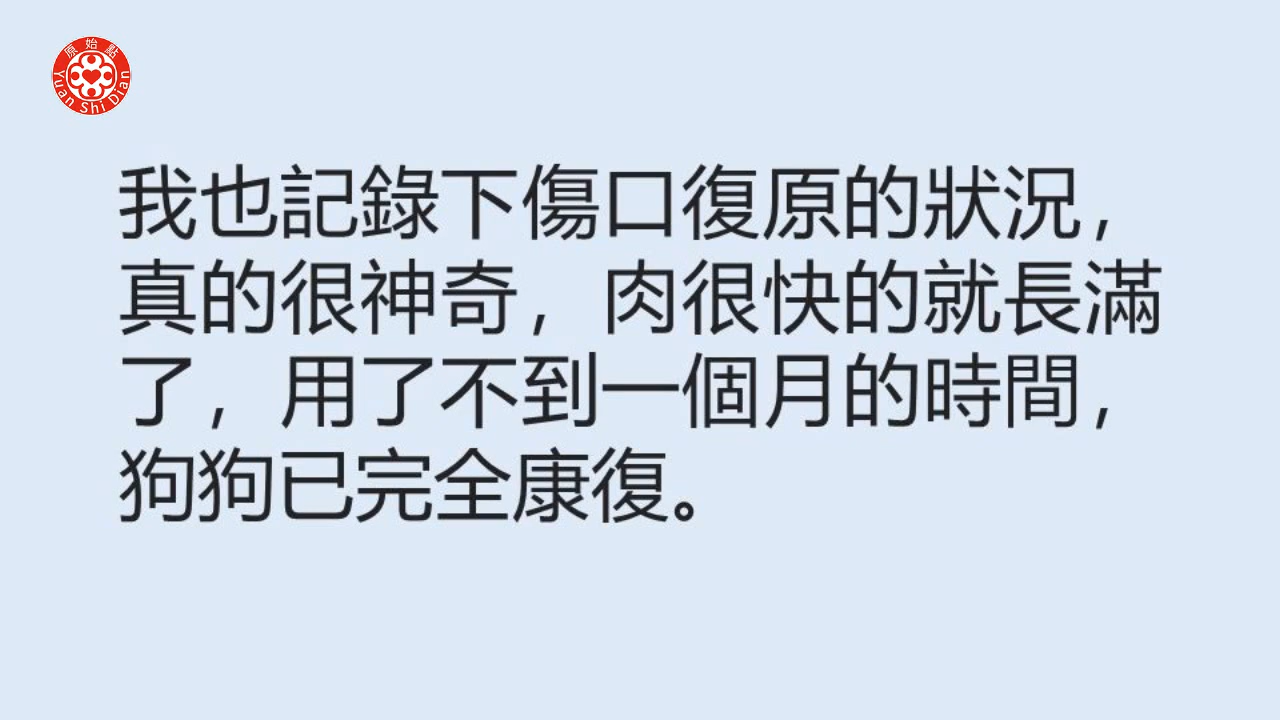 原始點
Yuan Shi Dian
我也記錄下傷口復原的狀況，
真的很神奇，肉很快的就長滿
了，用了不到一個月的時間，
狗狗已完全康復。